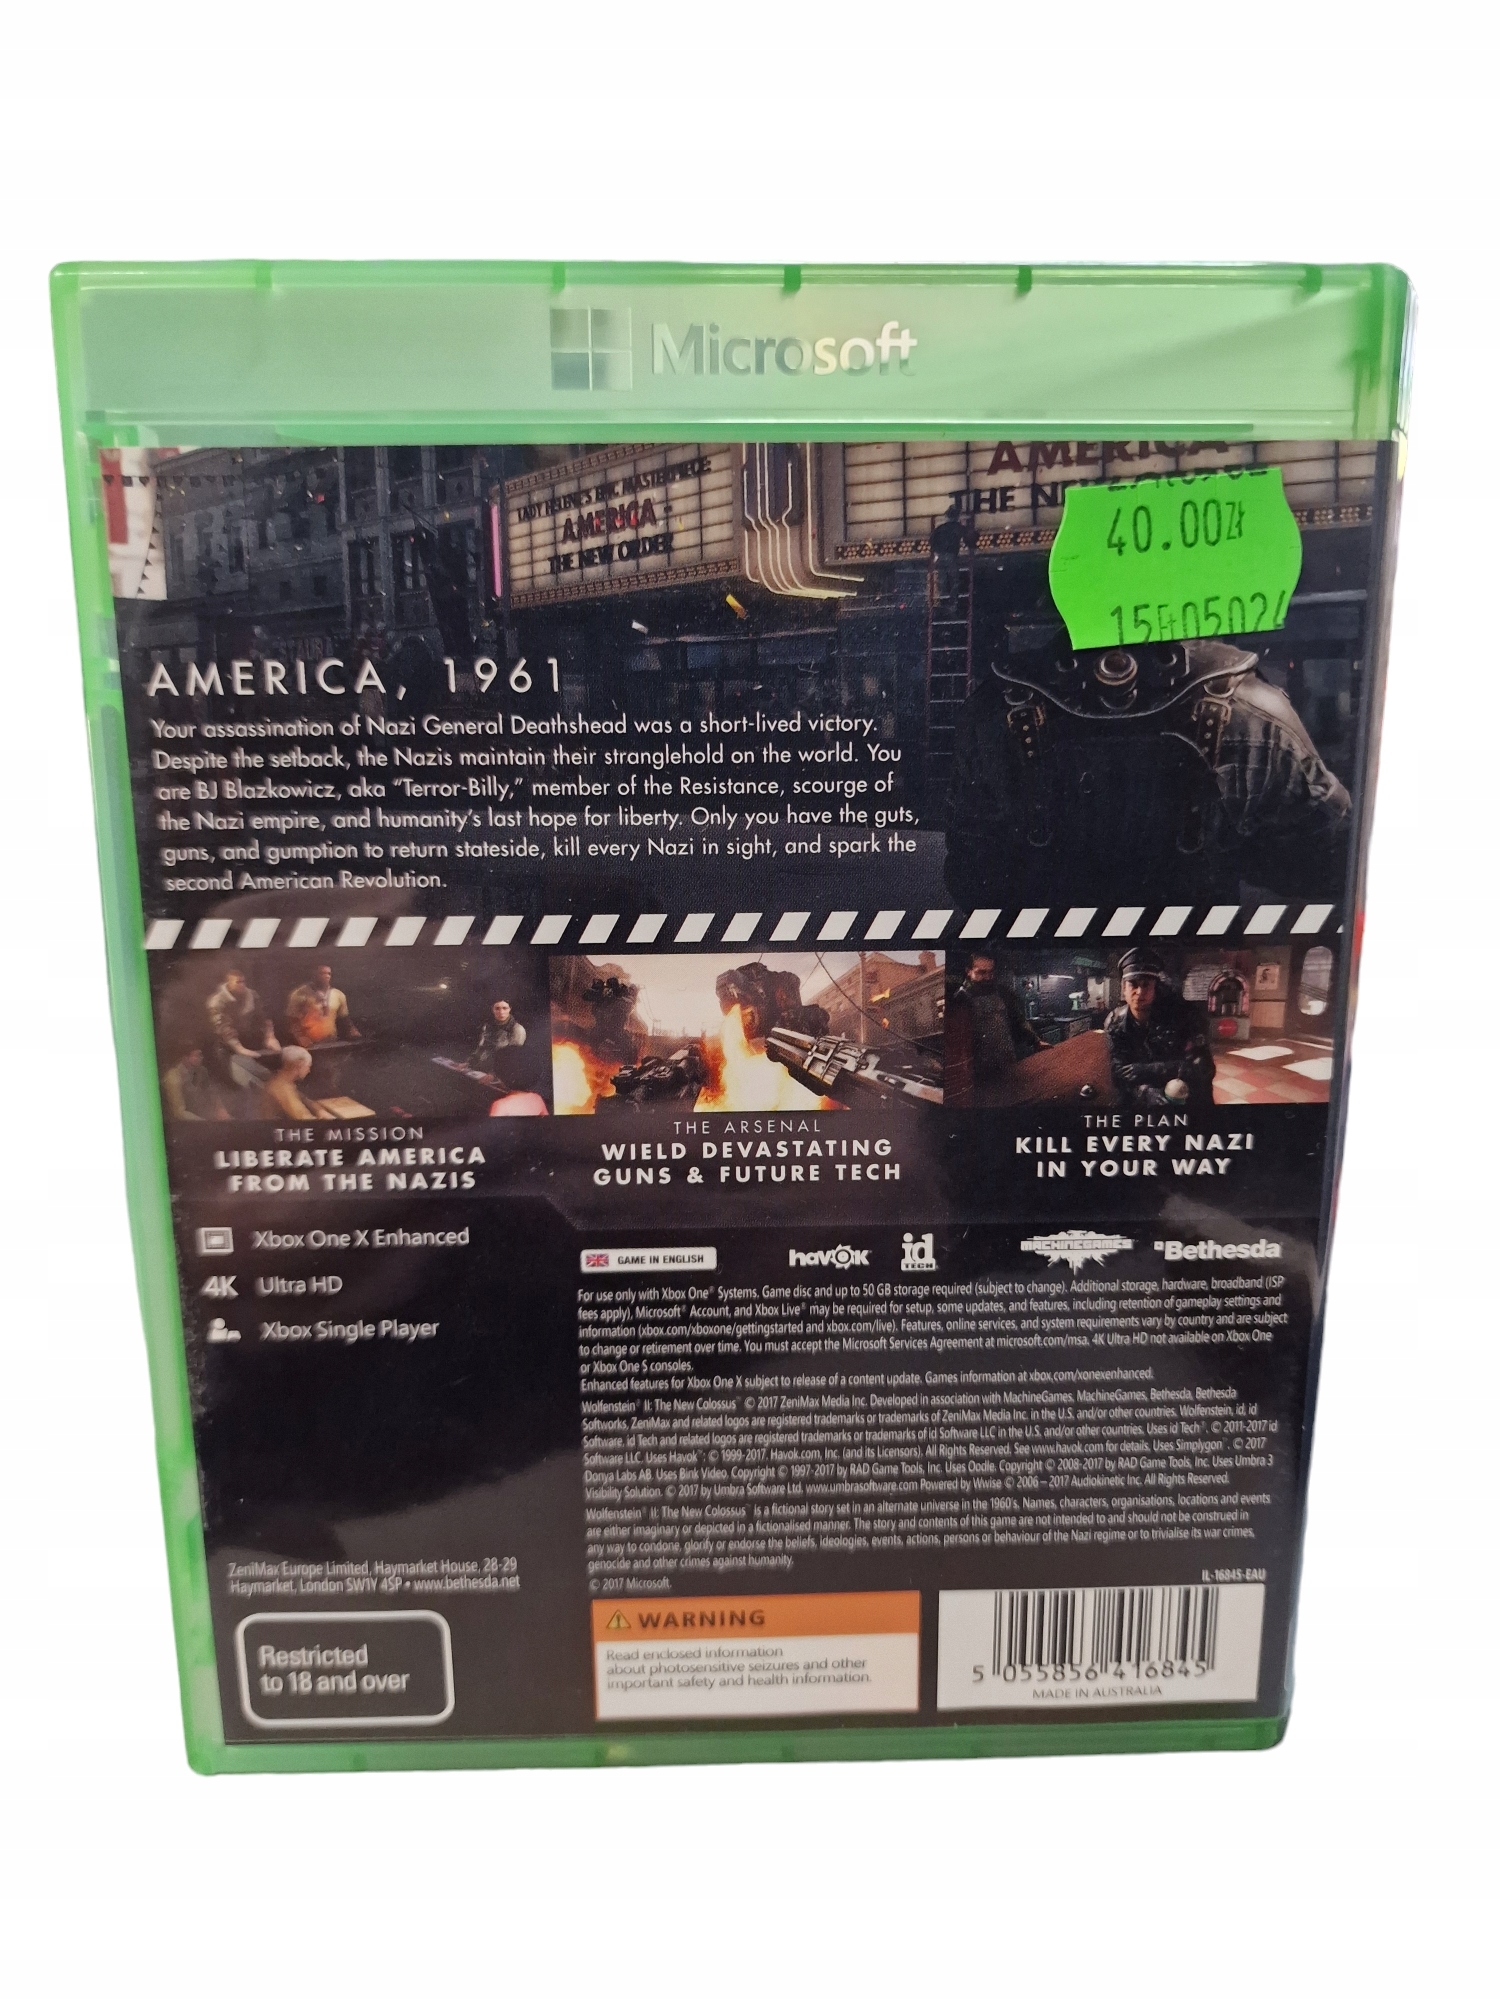 Microsoft
LADY HELENE'S EPIC MASTERPIECE:
AMERICA -
THE NEW ORDER
AMERICA
THE NEW
40.00zł
AMERICA, 1961
Your assassination of Nazi General Deathshead was a short-lived victory.
Despite the setback, the Nazis maintain their stranglehold on the world. You
are BJ Blazkowicz, aka “Terror-Billy,” member of the Resistance, scourge of
the Nazi empire, and humanity’s last hope for liberty. Only you have the guts,
guns, and gumption to return stateside, kill every Nazi in sight, and spark the
second American Revolution.
THE MISSION
LIBERATE AMERICA
FROM THE NAZIS
THE ARSENAL
WIELD DEVASTATING
GUNS & FUTURE TECH
THE PLAN
KILL EVERY NAZI
IN YOUR WAY
Xbox One X Enhanced
4K Ultra HD
Xbox Single Player
GAME IN ENGLISH
havok
id
TECH
MACHINEGAMES
Bethesda
For use only with Xbox One® Systems. Game disc and up to 50 GB storage required (subject to change). Additional storage, hardware, broadband (ISP
fees apply), Microsoft® Account, and Xbox Live® may be required for setup, some updates, and features, including retention of gameplay settings and
information (xbox.com/xboxone/gettingstarted and xbox.com/live). Features, online services, and system requirements vary by country and are subject
to change or retirement over time. You must accept the Microsoft Services Agreement at microsoft.com/msa. 4K Ultra HD not available on Xbox One
or Xbox One S consoles.
Enhanced features for Xbox One X subject to release of a content update. Games information at xbox.com/xonexenhanced.
Wolfenstein® II: The New Colossus™ © 2017 ZeniMax Media Inc. Developed in association with MachineGames. MachineGames, Bethesda, Bethesda
Softworks, ZeniMax and related logos are registered trademarks or trademarks of ZeniMax Media Inc. in the U.S. and/or other countries. Wolfenstein, id, id
Software, id Tech and related logos are registered trademarks or trademarks of id Software LLC in the U.S. and/or other countries. Uses id Tech®. © 2011-2017 id
Software LLC. Uses Havok™: © 1999-2017. Havok.com, Inc. (and its Licensors). All Rights Reserved. See www.havok.com for details. Uses Simplygon™. © 2017
Donya Labs AB. Uses Bink Video. Copyright © 1997-2017 by RAD Game Tools, Inc. Uses Oodle. Copyright © 2008-2017 by RAD Game Tools, Inc. Uses Umbra 3
Visibility Solution. © 2017 by Umbra Software Ltd. www.umbrasoftware.com Powered by Wwise © 2006 – 2017 Audiokinetic Inc. All Rights Reserved.
Wolfenstein® II: The New Colossus™ is a fictional story set in an alternate universe in the 1960's. Names, characters, organisations, locations and events
are either imaginary or depicted in a fictionalised manner. The story and contents of this game are not intended to and should not be construed in
any way to condone, glorify or endorse the beliefs, ideologies, events, actions, persons or behaviour of the Nazi regime or to trivialise its war crimes,
genocide and other crimes against humanity.
© 2017 Microsoft.
IL-16845-EAU
ZeniMax Europe Limited, Haymarket House, 28-29
Haymarket, London SW1Y 4SP • www.bethesda.net
Restricted
to 18 and over
WARNING
Read enclosed information
about photosensitive seizures and other
important safety and health information.
5 055856 416845
MADE IN AUSTRALIA